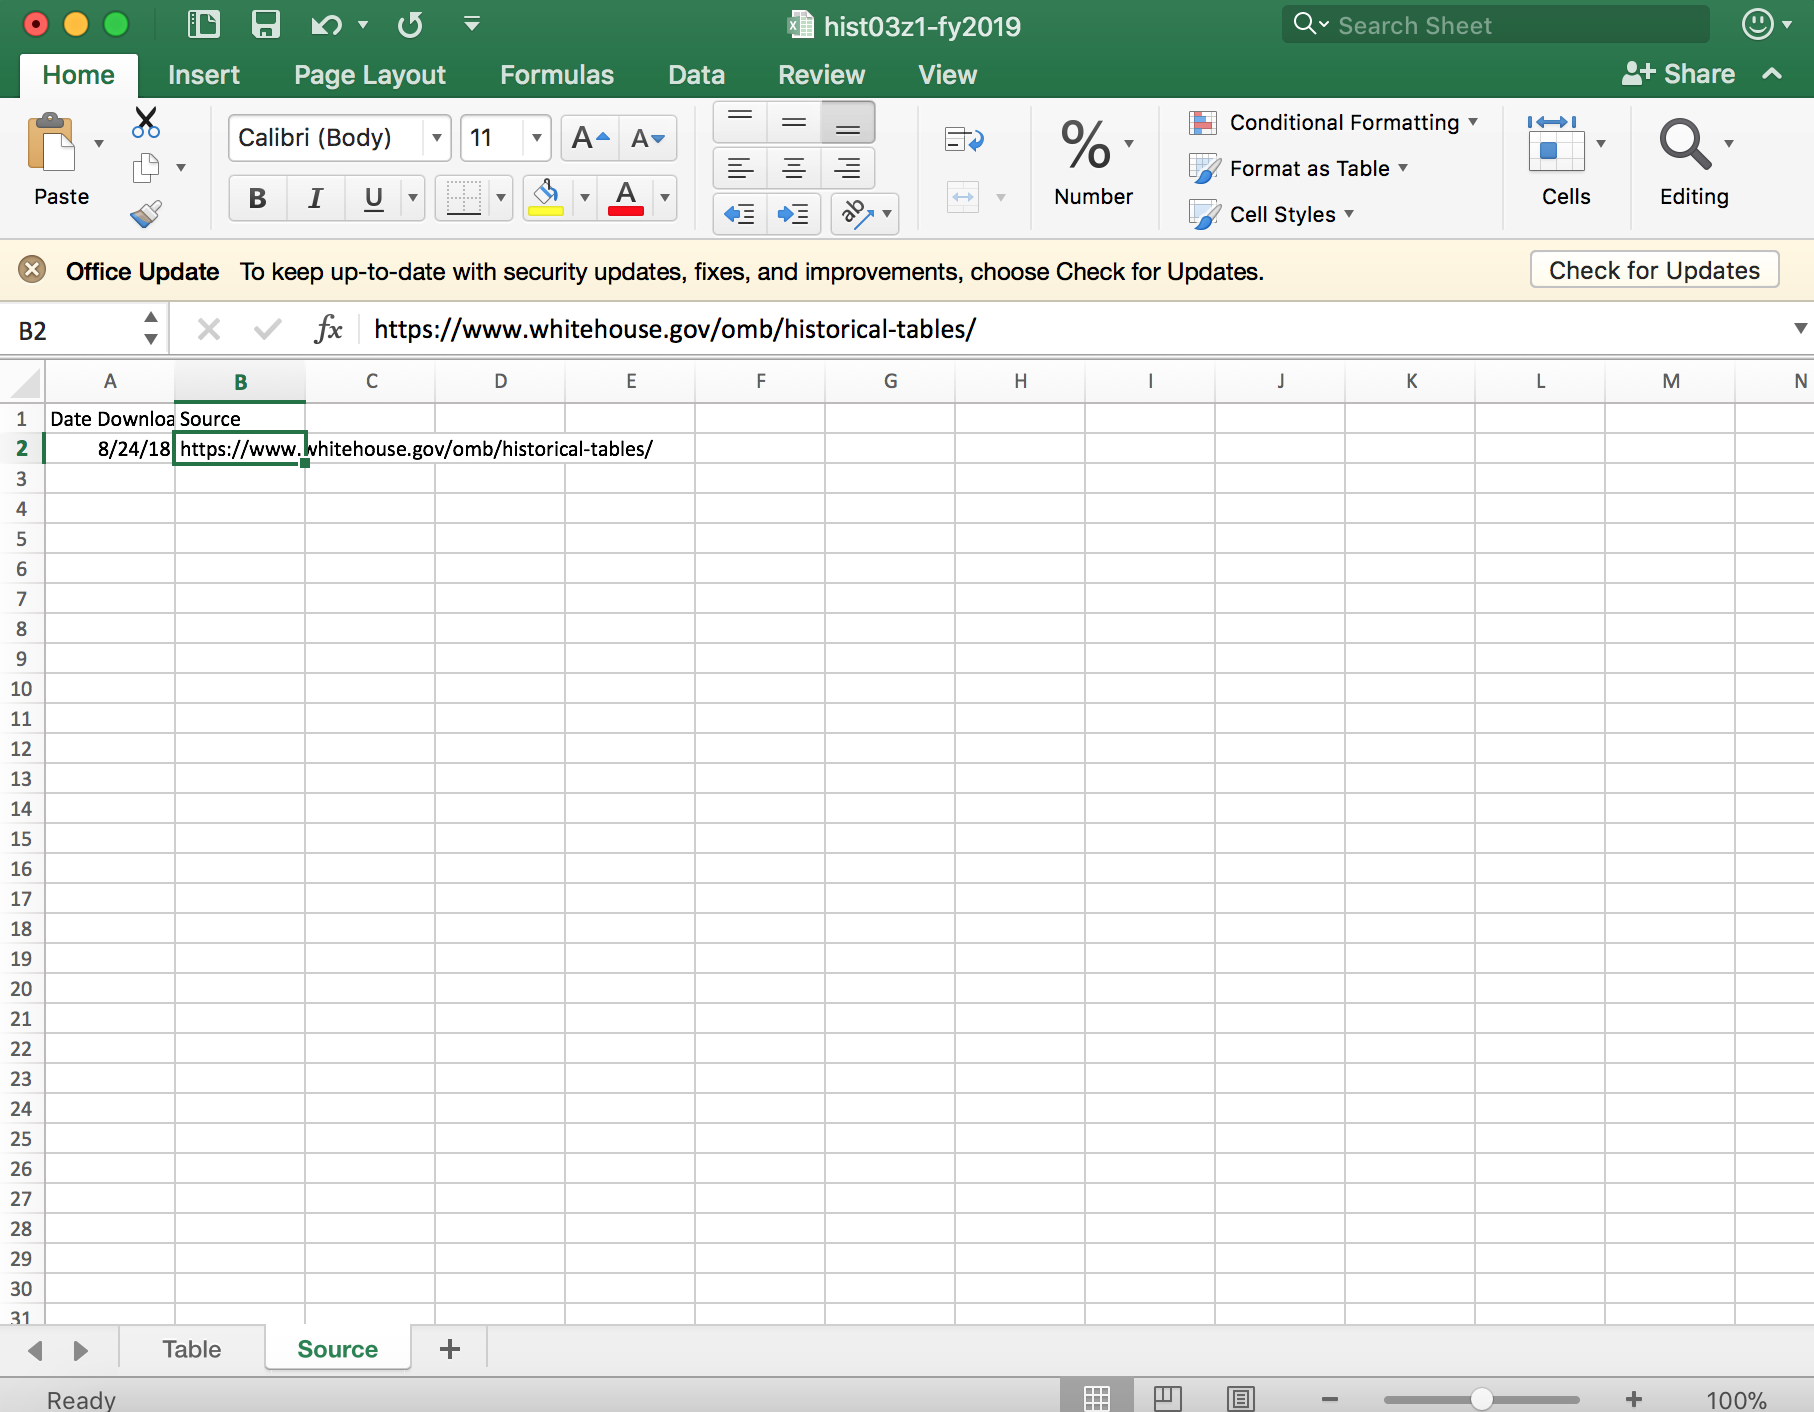 hist03z1-fy2019
Search Sheet
Home Insert Page Layout Formulas Data Review View Share
Paste
Calibri (Body) 11
B I U A
Number
Conditional Formatting
Format as Table
Cell Styles
Cells
Editing
Office Update To keep up-to-date with security updates, fixes, and improvements, choose Check for Updates. Check for Updates
B2 fx https://www.whitehouse.gov/omb/historical-tables/
A B C D E F G H I J K L M N
1 Date Downloa Source
2 8/24/18 https://www.whitehouse.gov/omb/historical-tables/
3
4
5
6
7
8
9
10
11
12
13
14
15
16
17
18
19
20
21
22
23
24
25
26
27
28
29
30
31
Table Source +
Ready 100%